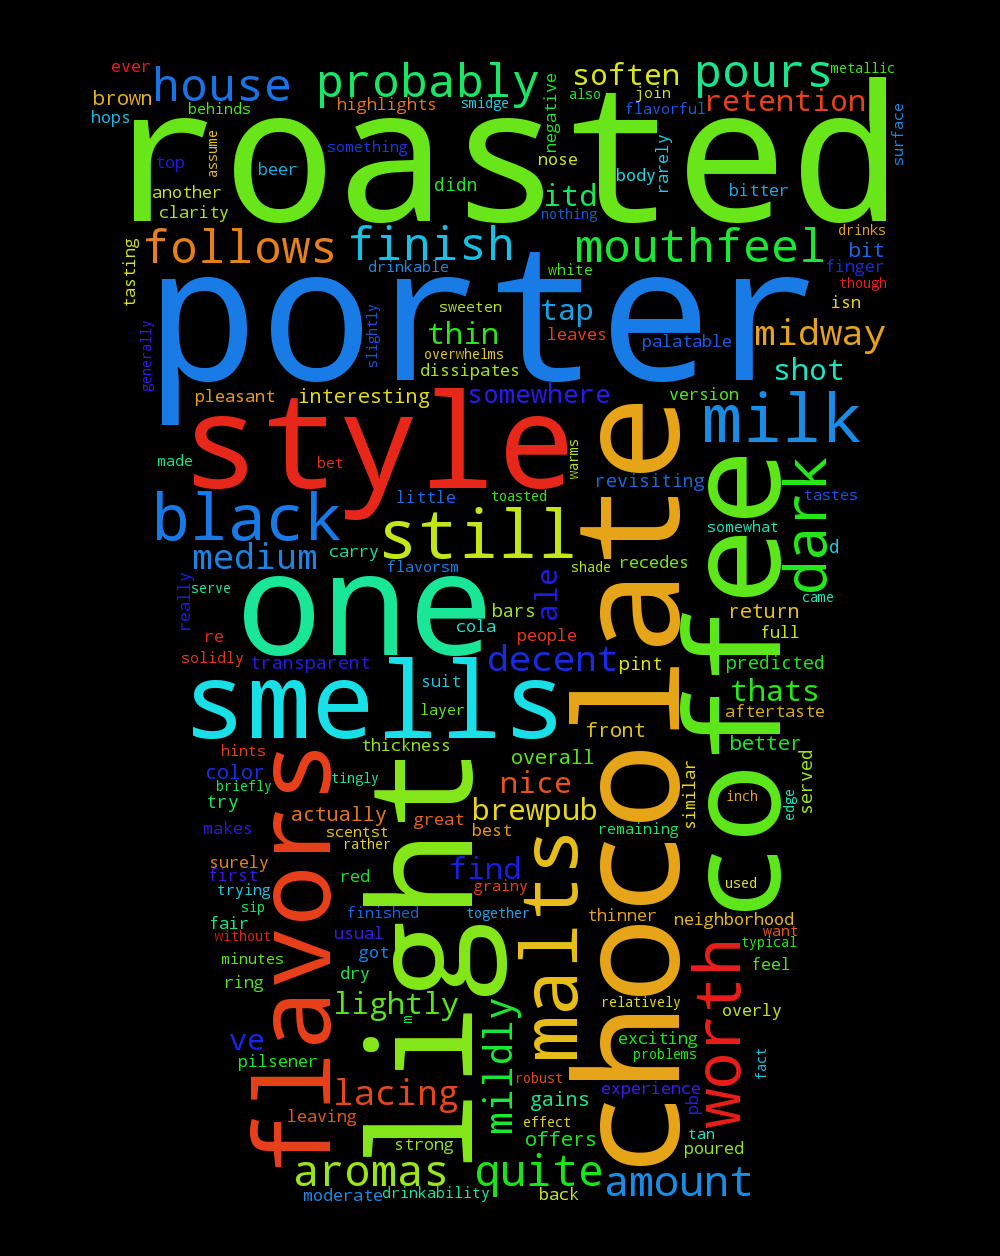 ever
house
probably
soften
pours
metallic
brown
behinds
highlights
smidge
negative
also
join
flavorful
retention
hops
roasted
surface
top
assume
beer
something
nose
body
rarely
another
didn
itd
bitter
clarity
nothing
drinks
tasting
follows
finish
mouthfeel
bit
drinkable
white
finger
porter
though
generally
slightly
sweeten
tap
isn
thin
leaves
palatable
midway
overwhelms
dissipates
shot
pleasant
interesting
somewhere
version
style
milk
made
bet
warms
revisiting
dark
tastes
black
little
toasted
still
somewhat
medium
carry
d
flavorsm
shade
recedes
really
serve
one
ale
came
bars
return
re
cola
people
full
solidly
transparent
decent
pint
predicted
smells
suit
thats
layer
aftertaste
chocolate
coffee
front
hints
thickness
better
color
tingly
overall
briefly
nice
similar
served
try
inch
edge
actually
great
brewpub
makes
scentst
best
remaining
rather
flavors
light
malts
surely
find
first
red
grainy
used
trying
sip
finished
together
thinner
neighborhood
fair
without
usual
want
typical
minutes
got
worth
feel
ring
dry
lightly
m
mildly
relatively
overly
ve
exciting
pilsener
problems
fact
lacing
robust
experience
pbr
gains
leaving
effect
strong
offers
tan
poured
aromas
quite
amount
moderate
drinkability
back